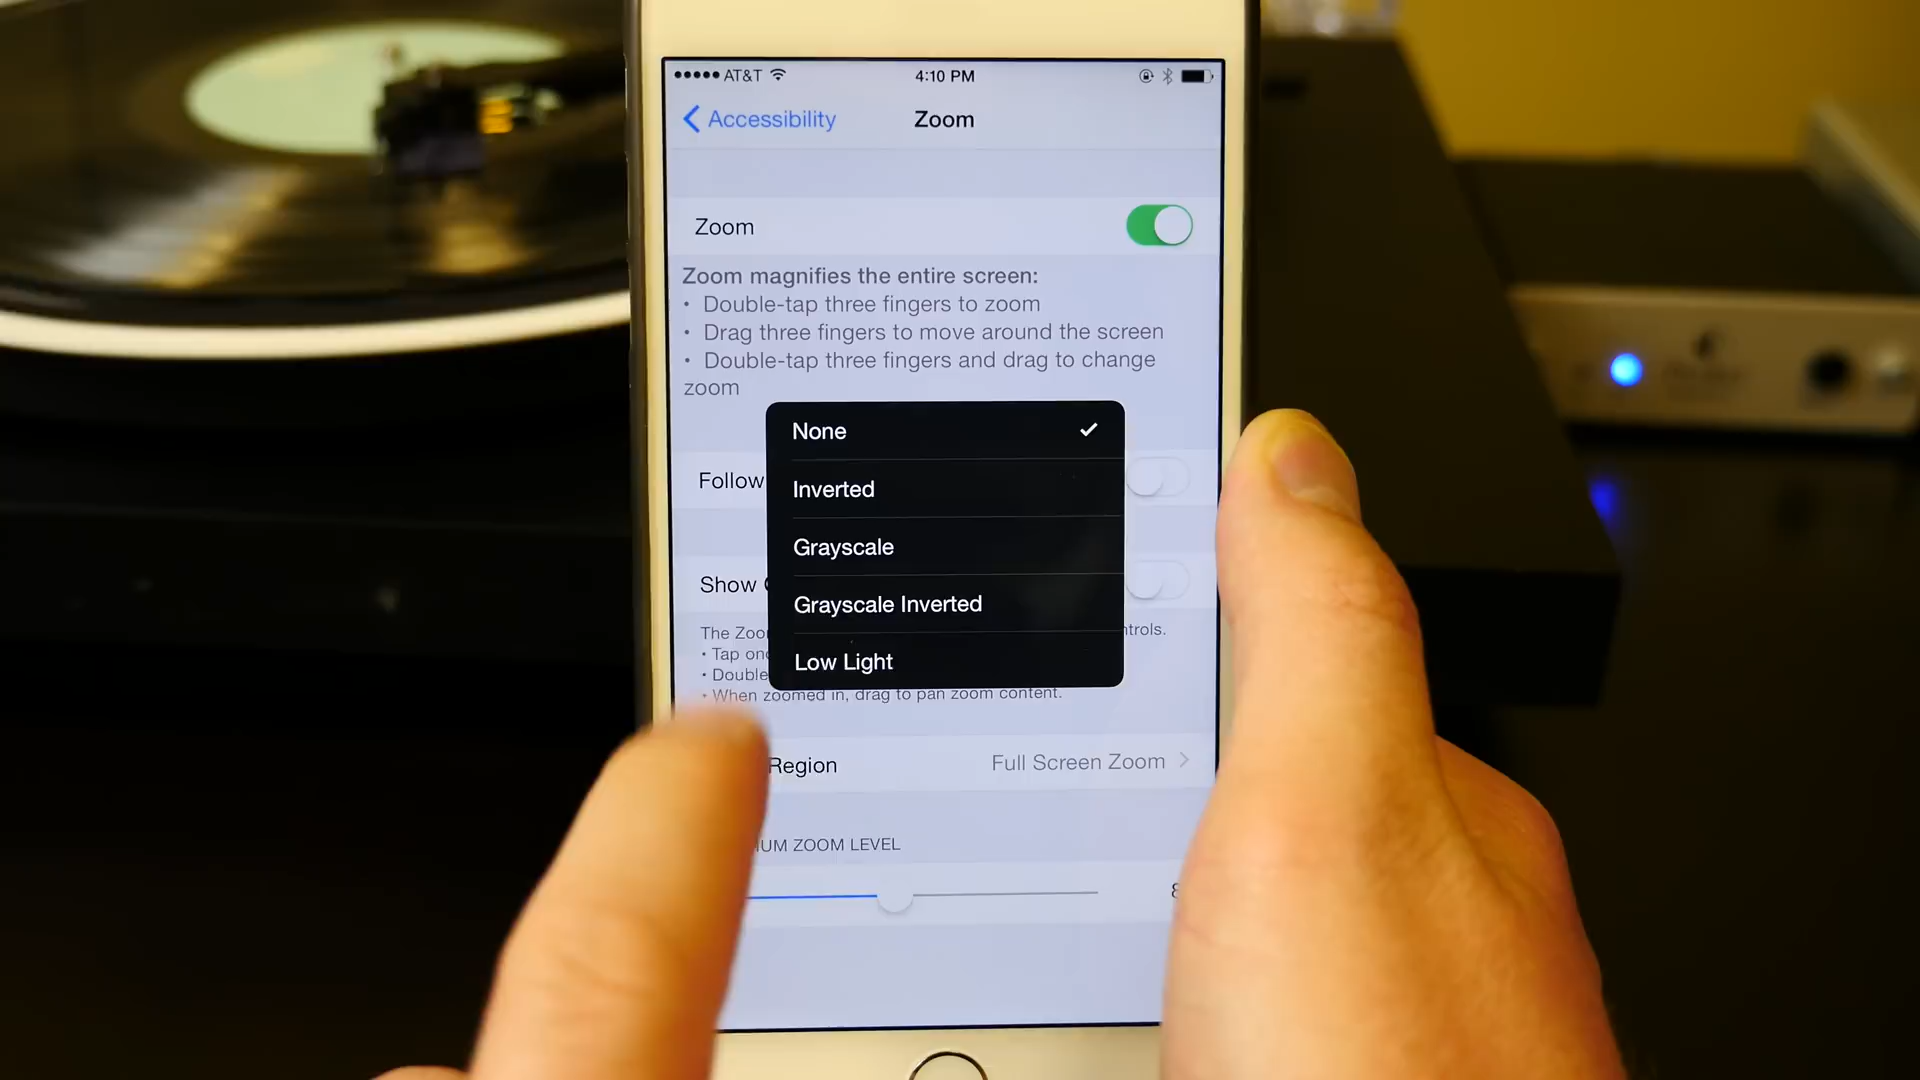 AT&T 4:10 PM
Accessibility Zoom
Zoom
Zoom magnifies the entire screen:
• Double-tap three fingers to zoom
• Drag three fingers to move around the screen
• Double-tap three fingers and drag to change
zoom
None
Inverted
Grayscale
Grayscale Inverted
Low Light
Follow
Show
The Zoo ntrols.
• Tap on
• Double
• When zoomed in, drag to pan zoom content.
Region Full Screen Zoom
UM ZOOM LEVEL